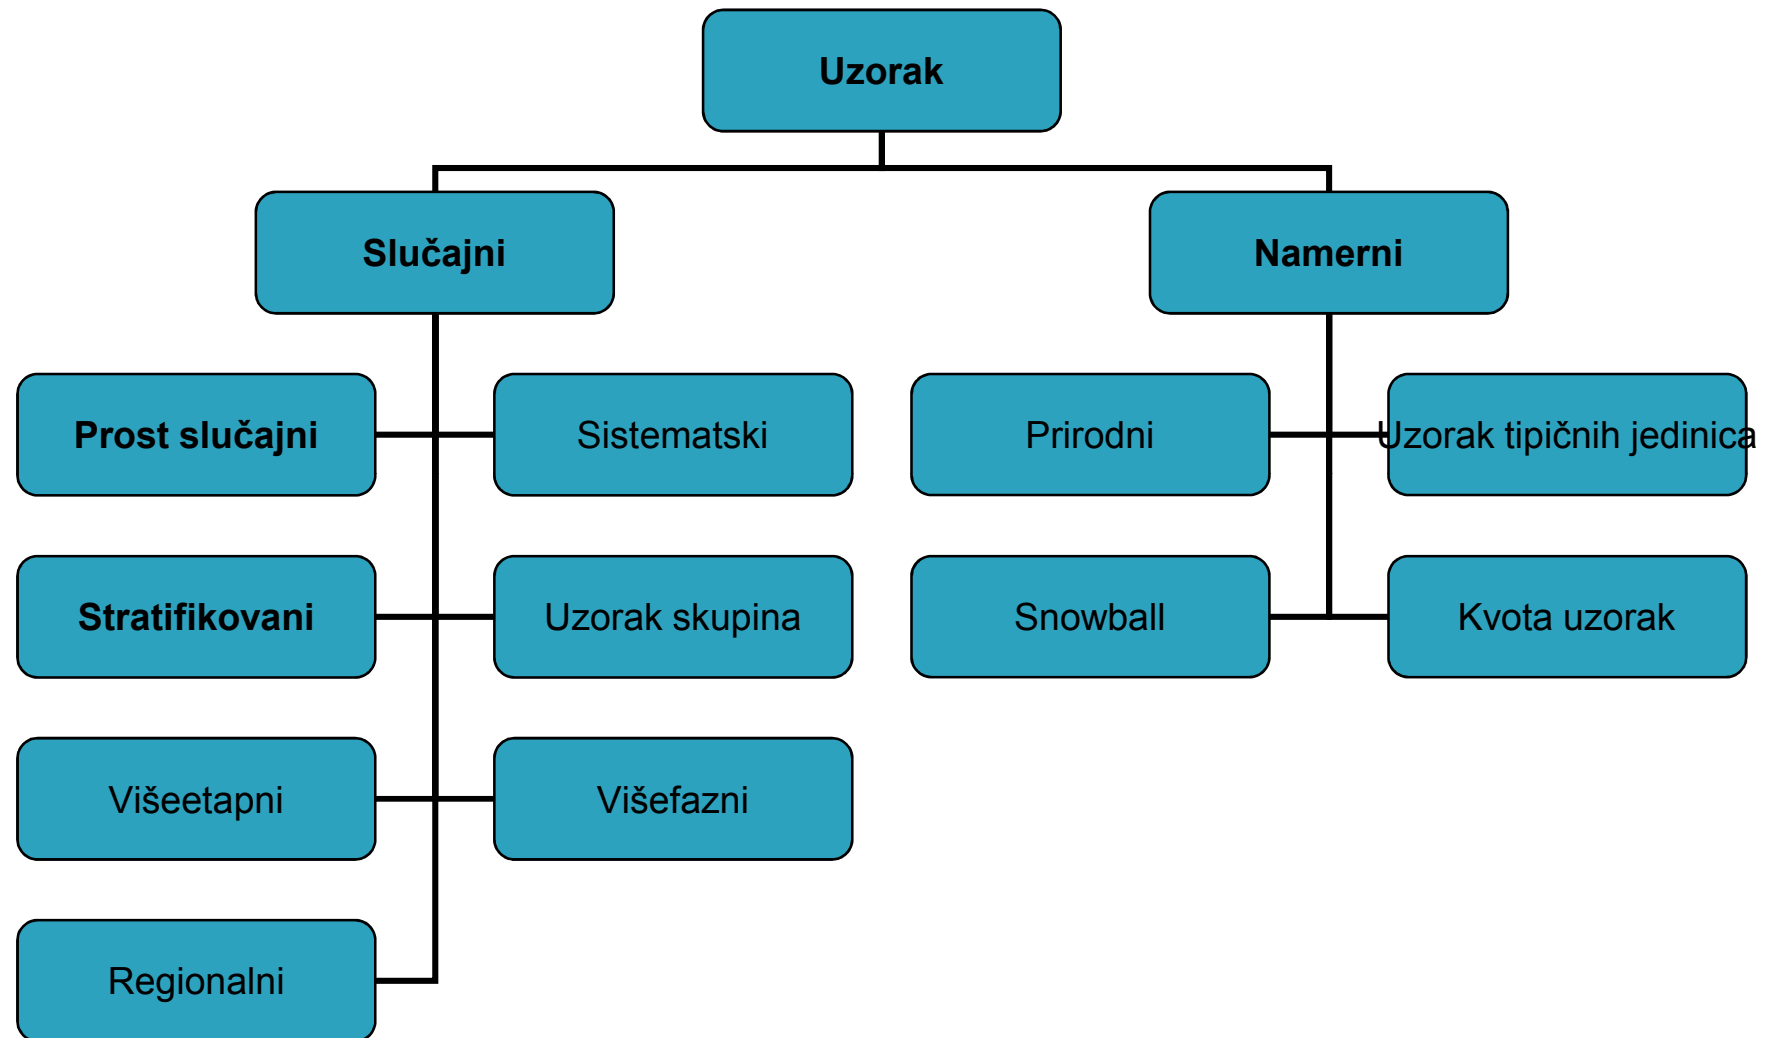 Uzorak
Slučajni
Namerni
Prost slučajni
Sistematski
Prirodni
Uzorak tipičnih jedinica
Stratifikovani
Uzorak skupina
Snowball
Kvota uzorak
Višeetapni
Višefazni
Regionalni